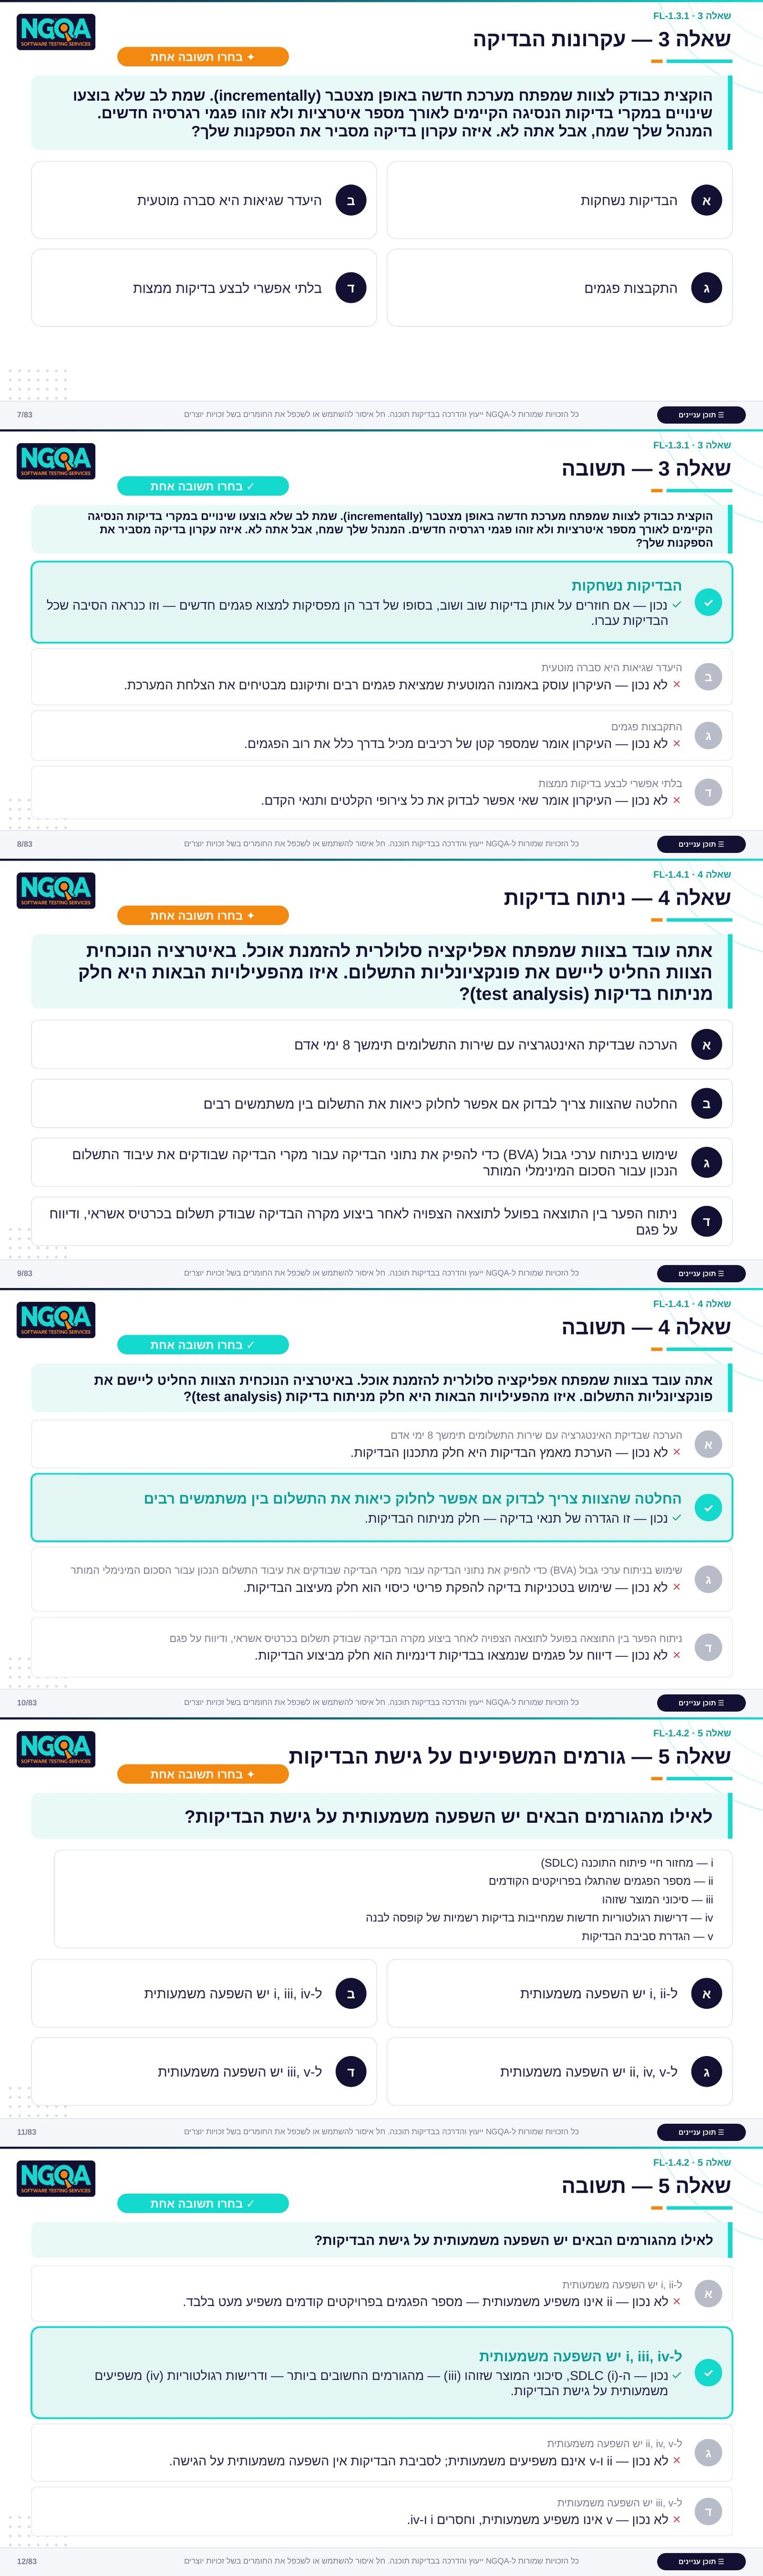 שאלה 3 · FL-1.3.1
NGQA
SOFTWARE TESTING SERVICES
שאלה 3 — עקרונות הבדיקה
✦ בחרו תשובה אחת
הוקצית כבודק לצוות שמפתח מערכת חדשה באופן מצטבר (incrementally). שמת לב שלא בוצעו
שינויים במקרי בדיקות הנסיגה הקיימים לאורך מספר איטרציות ולא זוהו פגמי רגרסיה חדשים.
המנהל שלך שמח, אבל אתה לא. איזה עקרון בדיקה מסביר את הספקנות שלך?
א הבדיקות נשחקות
ב היעדר שגיאות היא סברה מוטעית
ג התקבצות פגמים
ד בלתי אפשרי לבצע בדיקות ממצות
☰ תוכן עניינים
כל הזכויות שמורות ל-NGQA ייעוץ והדרכה בבדיקות תוכנה. חל איסור להשתמש או לשכפל את החומרים בשל זכויות יוצרים
7/83
שאלה 3 · FL-1.3.1
NGQA
SOFTWARE TESTING SERVICES
שאלה 3 — תשובה
✓ בחרו תשובה אחת
הוקצית כבודק לצוות שמפתח מערכת חדשה באופן מצטבר (incrementally). שמת לב שלא בוצעו שינויים במקרי בדיקות הנסיגה
הקיימים לאורך מספר איטרציות ולא זוהו פגמי רגרסיה חדשים. המנהל שלך שמח, אבל אתה לא. איזה עקרון בדיקה מסביר את
הספקנות שלך?
הבדיקות נשחקות
✓ נכון — אם חוזרים על אותן בדיקות שוב ושוב, בסופו של דבר הן מפסיקות למצוא פגמים חדשים — וזו כנראה הסיבה שכל
הבדיקות עברו.
ב היעדר שגיאות היא סברה מוטעית
✕ לא נכון — העיקרון עוסק באמונה המוטעית שמציאת פגמים רבים ותיקונם מבטיחים את הצלחת המערכת.
ג התקבצות פגמים
✕ לא נכון — העיקרון אומר שמספר קטן של רכיבים מכיל בדרך כלל את רוב הפגמים.
ד בלתי אפשרי לבצע בדיקות ממצות
✕ לא נכון — העיקרון אומר שאי אפשר לבדוק את כל צירופי הקלטים ותנאי הקדם.
☰ תוכן עניינים
כל הזכויות שמורות ל-NGQA ייעוץ והדרכה בבדיקות תוכנה. חל איסור להשתמש או לשכפל את החומרים בשל זכויות יוצרים
8/83
שאלה 4 · FL-1.4.1
NGQA
SOFTWARE TESTING SERVICES
שאלה 4 — ניתוח בדיקות
✦ בחרו תשובה אחת
אתה עובד בצוות שמפתח אפליקציה סלולרית להזמנת אוכל. באיטרציה הנוכחית
הצוות החליט ליישם את פונקציונליות התשלום. איזו מהפעילויות הבאות היא חלק
מניתוח בדיקות (test analysis)?
א הערכה שבדיקת האינטגרציה עם שירות התשלומים תימשך 8 ימי אדם
ב החלטה שהצוות צריך לבדוק אם אפשר לחלוק כיאות את התשלום בין משתמשים רבים
ג שימוש בניתוח ערכי גבול (BVA) כדי להפיק את נתוני הבדיקה עבור מקרי הבדיקה שבודקים את עיבוד התשלום
הנכון עבור הסכום המינימלי המותר
ד ניתוח הפער בין התוצאה בפועל לתוצאה הצפויה לאחר ביצוע מקרה הבדיקה שבודק תשלום בכרטיס אשראי, ודיווח
על פגם
☰ תוכן עניינים
כל הזכויות שמורות ל-NGQA ייעוץ והדרכה בבדיקות תוכנה. חל איסור להשתמש או לשכפל את החומרים בשל זכויות יוצרים
9/83
שאלה 4 · FL-1.4.1
NGQA
SOFTWARE TESTING SERVICES
שאלה 4 — תשובה
✓ בחרו תשובה אחת
אתה עובד בצוות שמפתח אפליקציה סלולרית להזמנת אוכל. באיטרציה הנוכחית הצוות החליט ליישם את
פונקציונליות התשלום. איזו מהפעילויות הבאות היא חלק מניתוח בדיקות (test analysis)?
א הערכה שבדיקת האינטגרציה עם שירות התשלומים תימשך 8 ימי אדם
✕ לא נכון — הערכת מאמץ הבדיקות היא חלק מתכנון הבדיקות.
החלטה שהצוות צריך לבדוק אם אפשר לחלוק כיאות את התשלום בין משתמשים רבים
✓ נכון — זו הגדרה של תנאי בדיקה — חלק מניתוח הבדיקות.
ג שימוש בניתוח ערכי גבול (BVA) כדי להפיק את נתוני הבדיקה עבור מקרי הבדיקה שבודקים את עיבוד התשלום הנכון עבור הסכום המינימלי המותר
✕ לא נכון — שימוש בטכניקות בדיקה להפקת פריטי כיסוי הוא חלק מעיצוב הבדיקות.
ד ניתוח הפער בין התוצאה בפועל לתוצאה הצפויה לאחר ביצוע מקרה הבדיקה שבודק תשלום בכרטיס אשראי, ודיווח על פגם
✕ לא נכון — דיווח על פגמים שנמצאו בבדיקות דינמיות הוא חלק מביצוע הבדיקות.
☰ תוכן עניינים
כל הזכויות שמורות ל-NGQA ייעוץ והדרכה בבדיקות תוכנה. חל איסור להשתמש או לשכפל את החומרים בשל זכויות יוצרים
10/83
שאלה 5 · FL-1.4.2
NGQA
SOFTWARE TESTING SERVICES
שאלה 5 — גורמים המשפיעים על גישת הבדיקות
✦ בחרו תשובה אחת
לאילו מהגורמים הבאים יש השפעה משמעותית על גישת הבדיקות?
i — מחזור חיי פיתוח התוכנה (SDLC)
ii — מספר הפגמים שהתגלו בפרויקטים הקודמים
iii — סיכוני המוצר שזוהו
iv — דרישות רגולטוריות חדשות שמחייבות בדיקות רשמיות של קופסה לבנה
v — הגדרת סביבת הבדיקות
א ל-i, ii יש השפעה משמעותית
ב ל-i, iii, iv יש השפעה משמעותית
ג ל-ii, iv, v יש השפעה משמעותית
ד ל-iii, v יש השפעה משמעותית
☰ תוכן עניינים
כל הזכויות שמורות ל-NGQA ייעוץ והדרכה בבדיקות תוכנה. חל איסור להשתמש או לשכפל את החומרים בשל זכויות יוצרים
11/83
שאלה 5 · FL-1.4.2
NGQA
SOFTWARE TESTING SERVICES
שאלה 5 — תשובה
✓ בחרו תשובה אחת
לאילו מהגורמים הבאים יש השפעה משמעותית על גישת הבדיקות?
א ל-i, ii יש השפעה משמעותית
✕ לא נכון — ii אינו משפיע משמעותית — מספר הפגמים בפרויקטים קודמים משפיע מעט בלבד.
ל-i, iii, iv יש השפעה משמעותית
✓ נכון — ה-SDLC (i), סיכוני המוצר שזוהו (iii) — מהגורמים החשובים ביותר — ודרישות רגולטוריות (iv) משפיעים
משמעותית על גישת הבדיקות.
ג ל-ii, iv, v יש השפעה משמעותית
✕ לא נכון — ii ו-v אינם משפיעים משמעותית; לסביבת הבדיקות אין השפעה משמעותית על הגישה.
ד ל-iii, v יש השפעה משמעותית
✕ לא נכון — v אינו משפיע משמעותית, וחסרים i ו-iv.
☰ תוכן עניינים
כל הזכויות שמורות ל-NGQA ייעוץ והדרכה בבדיקות תוכנה. חל איסור להשתמש או לשכפל את החומרים בשל זכויות יוצרים
12/83